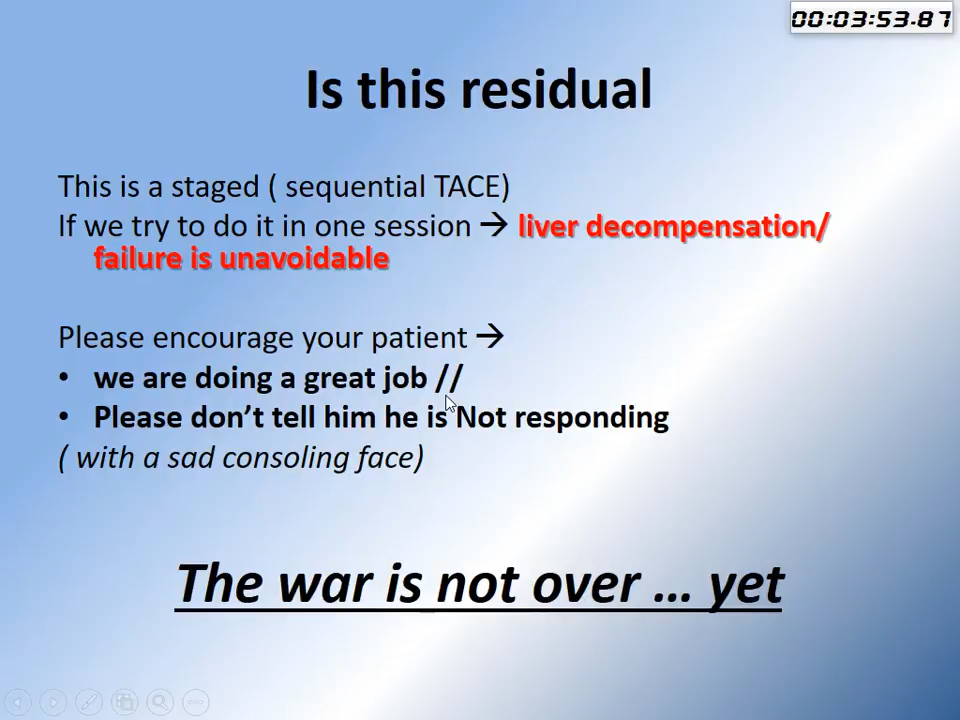 00:03:53.87
Is this residual
This is a staged ( sequential TACE)
If we try to do it in one session → liver decompensation/
failure is unavoidable
Please encourage your patient →
• we are doing a great job //
• Please don’t tell him he is Not responding
( with a sad consoling face)
The war is not over … yet